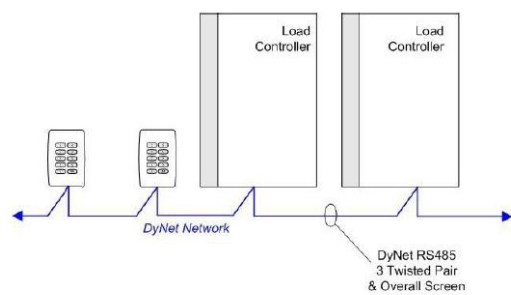 Load
Controller
Load
Controller
DyNet Network
DyNet RS485
3 Twisted Pair
& Overall Screen